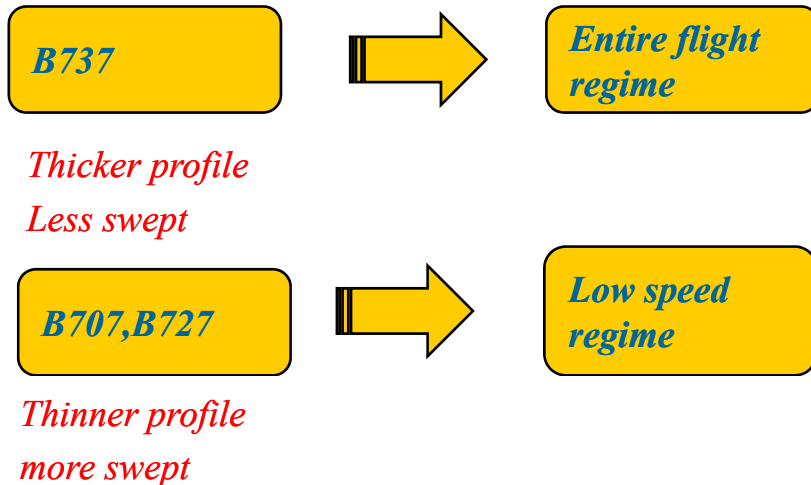 B737
Entire flight
regime
Thicker profile
Less swept
B707,B727
Low speed
regime
Thinner profile
more swept